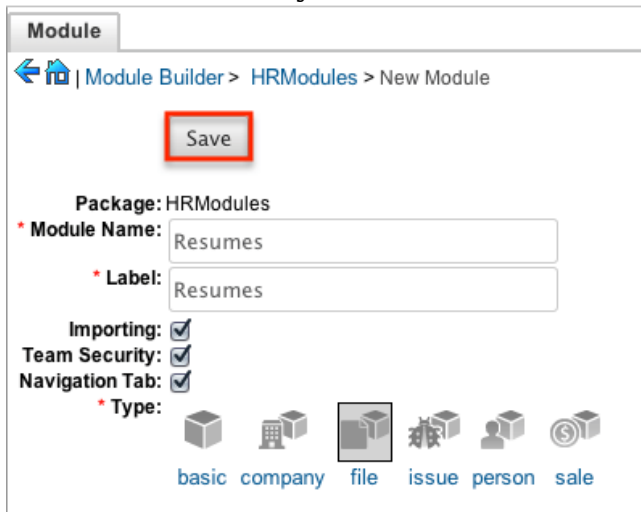 Module
| Module Builder > HRModules > New Module
Save
Package: HRModules
* Module Name: Resumes
* Label: Resumes
Importing:
Team Security:
Navigation Tab:
* Type:
basic company file issue person sale